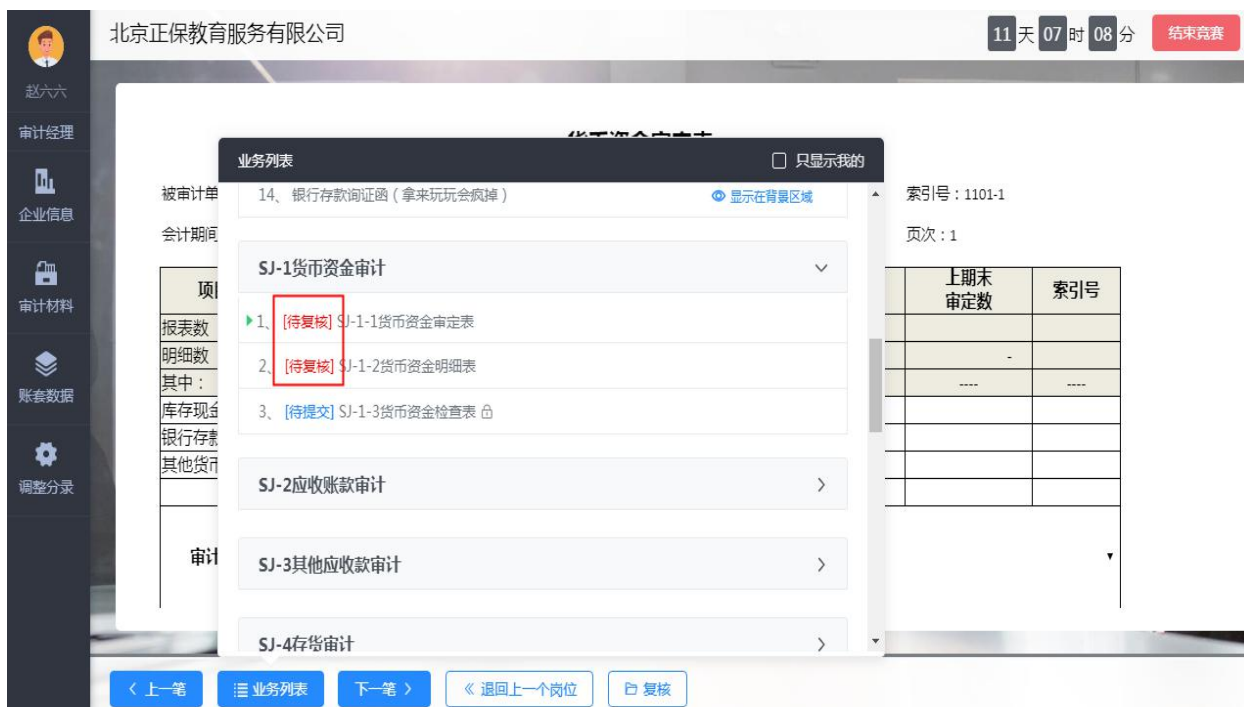 北京正保教育服务有限公司
11 天 07 时 08 分
结束竞赛
赵六六
审计经理
企业信息
审计材料
账套数据
调整分录
业务列表
只显示我的
14、 银行存款询证函(拿来玩玩会疯掉)
显示在背景区域
SJ-1货币资金审计
1、 [待复核] SJ-1-1货币资金审定表
2、 [待复核] SJ-1-2货币资金明细表
3、 [待提交] SJ-1-3货币资金检查表
SJ-2应收账款审计
SJ-3其他应收款审计
SJ-4存货审计
被审计单
会计期间
索引号:1101-1
页次:1
上期末
审定数
索引号
报表数
明细数
-
其中:
----
----
库存现金
银行存款
其他货币
审计
〈 上一笔
业务列表
下一笔 〉
《 退回上一个岗位
复核